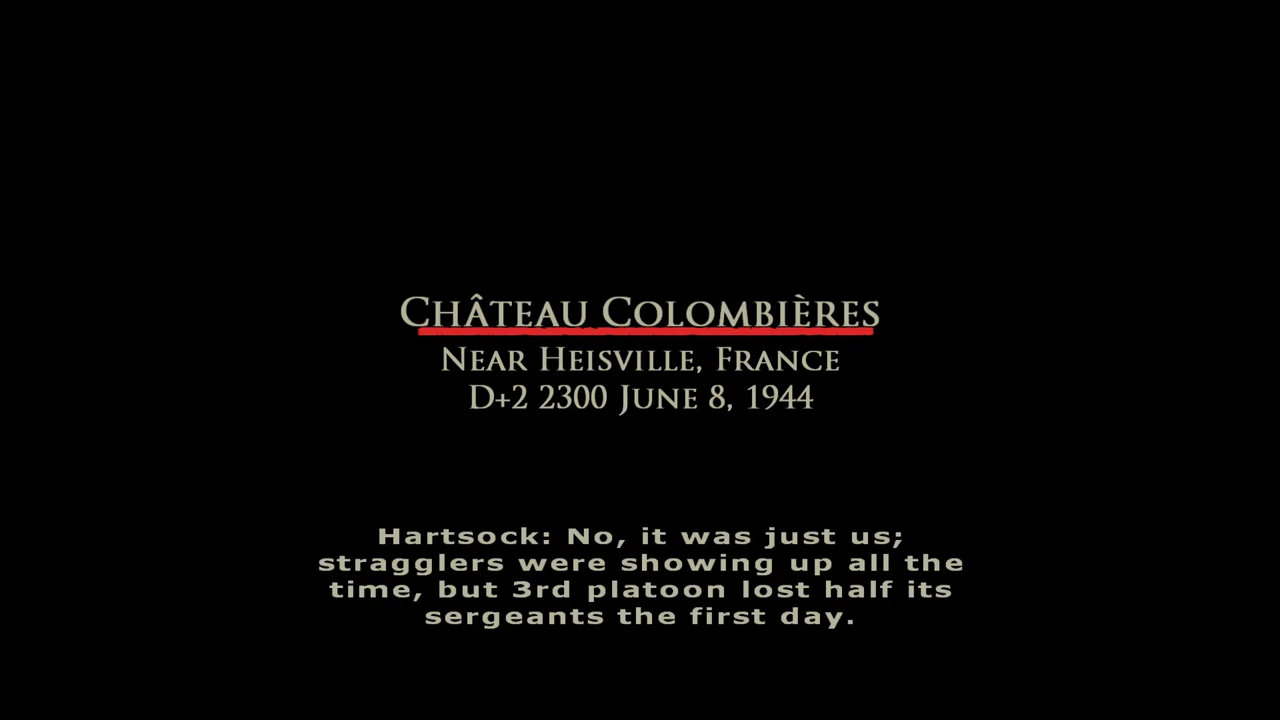 CHÂTEAU COLOMBIÈRES
NEAR HEISVILLE, FRANCE
D+2 2300 JUNE 8, 1944
Hartsock: No, it was just us;
stragglers were showing up all the
time, but 3rd platoon lost half its
sergeants the first day.